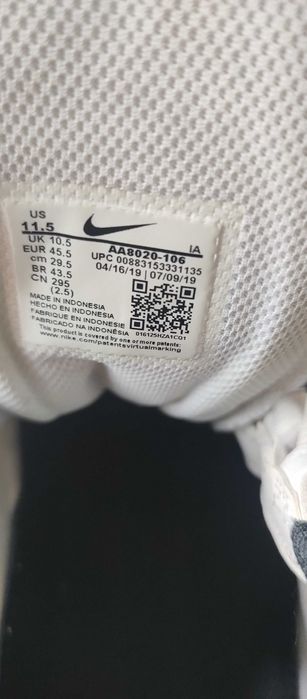 US
11.5
UK 10.5
EUR 45.5
cm 29.5
BR 43.5
CN 295
(2.5)
AA8020-106 IA
UPC 00883153331135
04/16/19 | 07/09/19
MADE IN INDONESIA
HECHO EN INDONESIA
FABRIQUE EN INDONESIE
FABRICADO NA INDONÉSIA
016125HZA1CO1
This product is covered by one or more patents:
www.nike.com/patentsvirtualmarking